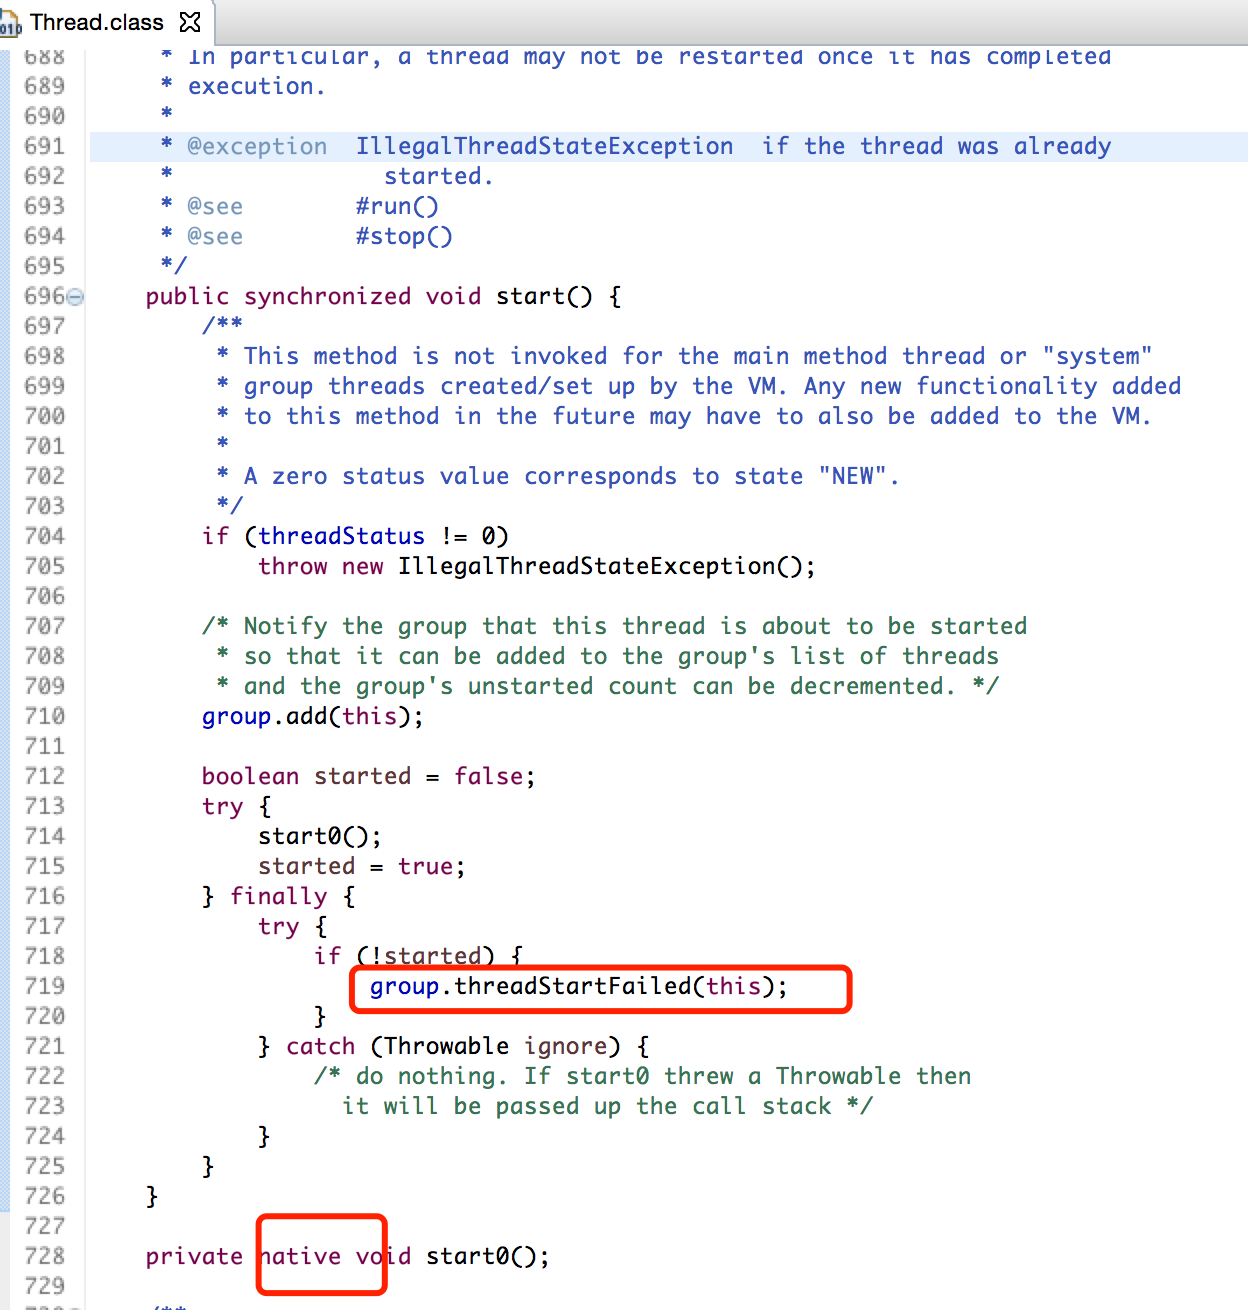 Thread.class
688 * In particular, a thread may not be restarted once it has completed
689 * execution.
690 *
691 * @exception  IllegalThreadStateException  if the thread was already
692 *               started.
693 * @see        #run()
694 * @see        #stop()
695 */
696 public synchronized void start() {
697 /**
698 * This method is not invoked for the main method thread or "system"
699 * group threads created/set up by the VM. Any new functionality added
700 * to this method in the future may have to also be added to the VM.
701 *
702 * A zero status value corresponds to state "NEW".
703 */
704 if (threadStatus != 0)
705 throw new IllegalThreadStateException();
706
707 /* Notify the group that this thread is about to be started
708 * so that it can be added to the group's list of threads
709 * and the group's unstarted count can be decremented. */
710 group.add(this);
711
712 boolean started = false;
713 try {
714 start0();
715 started = true;
716 } finally {
717 try {
718 if (!started) {
719 group.threadStartFailed(this);
720 }
721 } catch (Throwable ignore) {
722 /* do nothing. If start0 threw a Throwable then
723 it will be passed up the call stack */
724 }
725 }
726 }
727
728 private native void start0();
729
/**